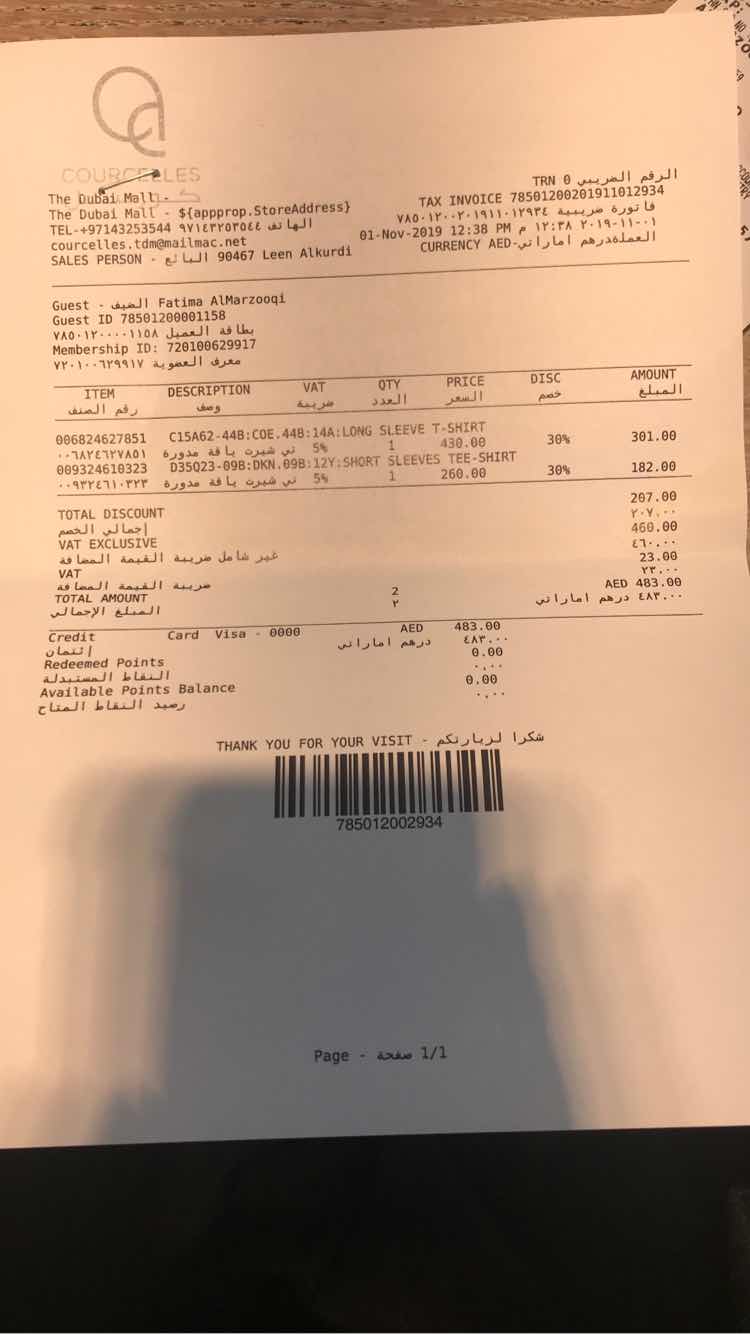 COURCELLES
The Dubai Mall -
The Dubai Mall - ${appprop.StoreAddress}
TEL-+97143253544 الهاتف ٩٧١٤٣٢٥٣٥٤٤
courcelles.tdm@mailmac.net
SALES PERSON - البائع 90467 Leen Alkurdi
TRN 0 الرقم الضريبي
TAX INVOICE 78501200201911012934
فاتورة ضريبية ٧٨٥٠١٢٠٠٢٠١٩١١٠١٢٩٣٤
01-Nov-2019 12:38 PM ٠١-١١-٢٠١٩ ١٢:٣٨ م
CURRENCY AED-العملةدرهم اماراتي
Guest - الضيف Fatima AlMarzooqi
Guest ID 78501200001158
بطاقة العميل ٧٨٥٠١٢٠٠٠٠١١٥٨
Membership ID: 720100629917
معرف العضوية ٧٢٠١٠٠٦٢٩٩١٧
ITEM DESCRIPTION VAT QTY PRICE DISC AMOUNT
رقم الصنف وصف ضريبة العدد السعر خصم المبلغ
006824627851 C15A62-44B:COE.44B:14A:LONG SLEEVE T-SHIRT
٠٠٦٨٢٤٦٢٧٨٥١ تي شيرت ياقة مدورة 5% 1 430.00 30% 301.00
009324610323 D35Q23-09B:DKN.09B:12Y:SHORT SLEEVES TEE-SHIRT
٠٠٩٣٢٤٦١٠٣٢٣ تي شيرت ياقة مدورة 5% 1 260.00 30% 182.00
TOTAL DISCOUNT 207.00
إجمالي الخصم ٢٠٧.٠٠
VAT EXCLUSIVE 460.00
غير شامل ضريبة القيمة المضافة ٤٦٠.٠٠
VAT 23.00
ضريبة القيمة المضافة ٢٣.٠٠
TOTAL AMOUNT 2 AED 483.00
المبلغ الإجمالي ٢ ٤٨٣.٠٠ درهم اماراتي
Credit Card Visa - 0000 AED 483.00
إئتمان درهم اماراتي ٤٨٣.٠٠
Redeemed Points 0.00
النقاط المستبدلة ٠.٠٠
Available Points Balance 0.00
رصيد النقاط المتاح ٠.٠٠
THANK YOU FOR YOUR VISIT - شكرا لزيارتكم
785012002934
Page - صفحة 1/1